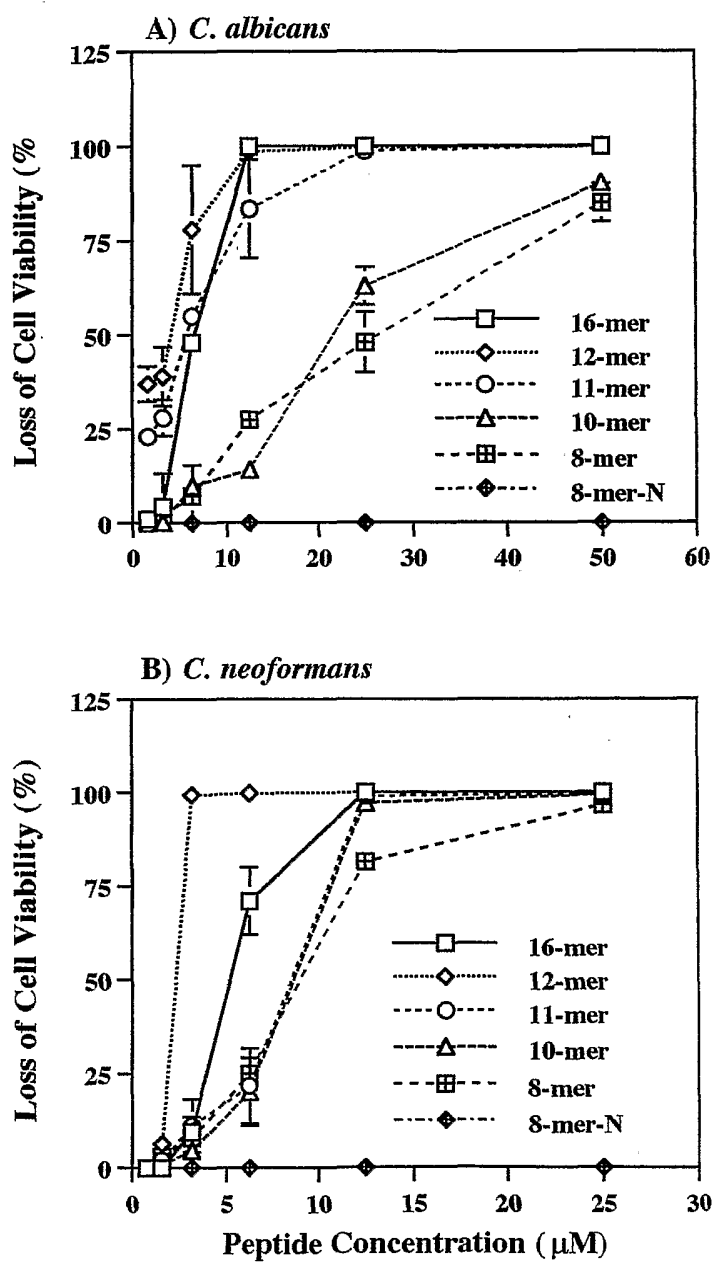 A) C. albicans
125
100
75
50
25
0
Loss of Cell Viability (%
16-mer
12-mer
11-mer
10-mer
8-mer
8-mer-N
0 10 20 30 40 50 60
B) C. neoformans
125
100
75
50
25
0
Loss of Cell Viability (%)
16-mer
12-mer
11-mer
10-mer
8-mer
8-mer-N
0 5 10 15 20 25 30
Peptide Concentration (μM)